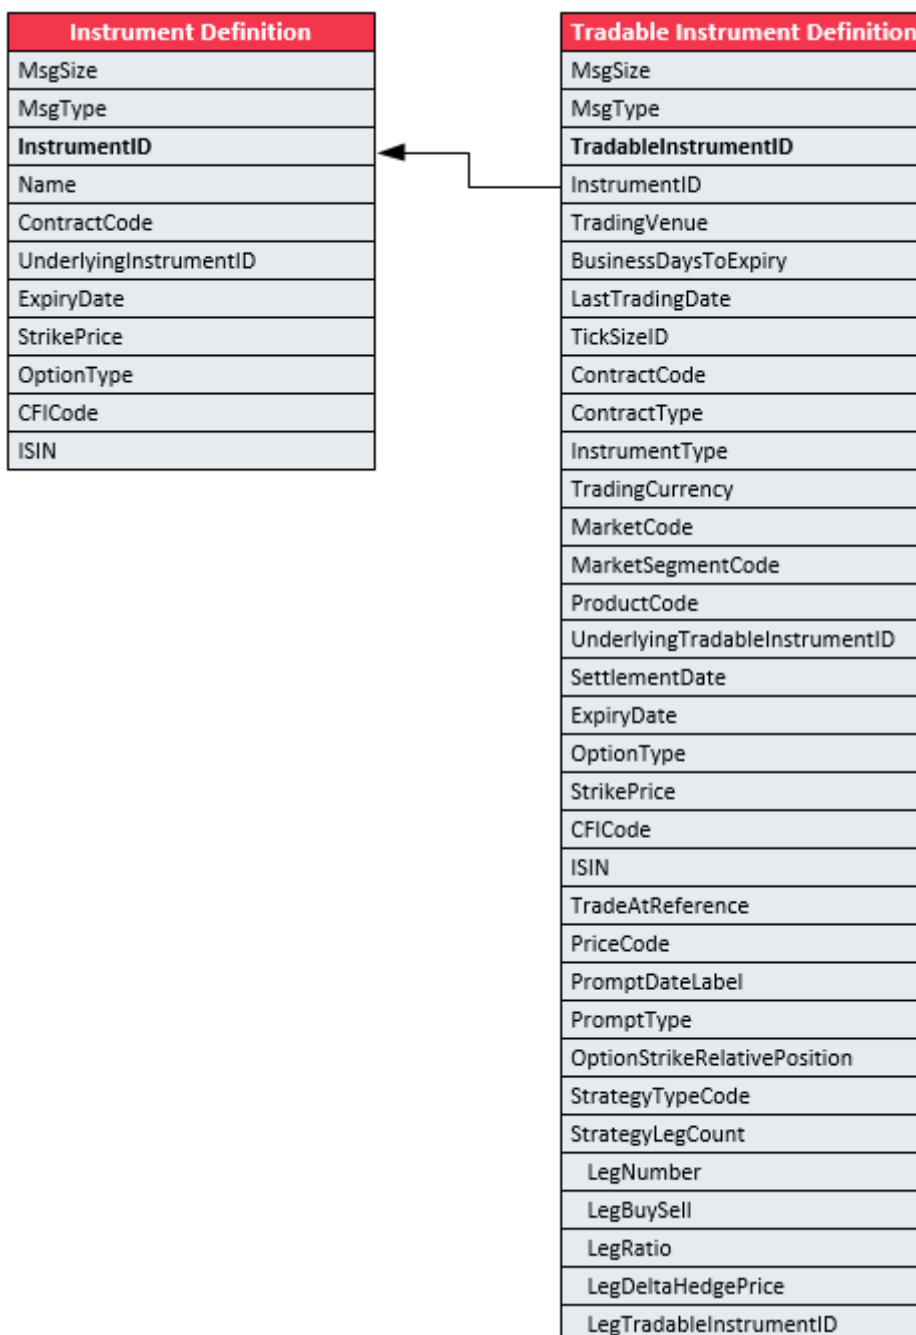 Instrument Definition
MsgSize
MsgType
InstrumentID
Name
ContractCode
UnderlyingInstrumentID
ExpiryDate
StrikePrice
OptionType
CFICode
ISIN
Tradable Instrument Definition
MsgSize
MsgType
TradableInstrumentID
InstrumentID
TradingVenue
BusinessDaysToExpiry
LastTradingDate
TickSizeID
ContractCode
ContractType
InstrumentType
TradingCurrency
MarketCode
MarketSegmentCode
ProductCode
UnderlyingTradableInstrumentID
SettlementDate
ExpiryDate
OptionType
StrikePrice
CFICode
ISIN
TradeAtReference
PriceCode
PromptDateLabel
PromptType
OptionStrikeRelativePosition
StrategyTypeCode
StrategyLegCount
LegNumber
LegBuySell
LegRatio
LegDeltaHedgePrice
LegTradableInstrumentID